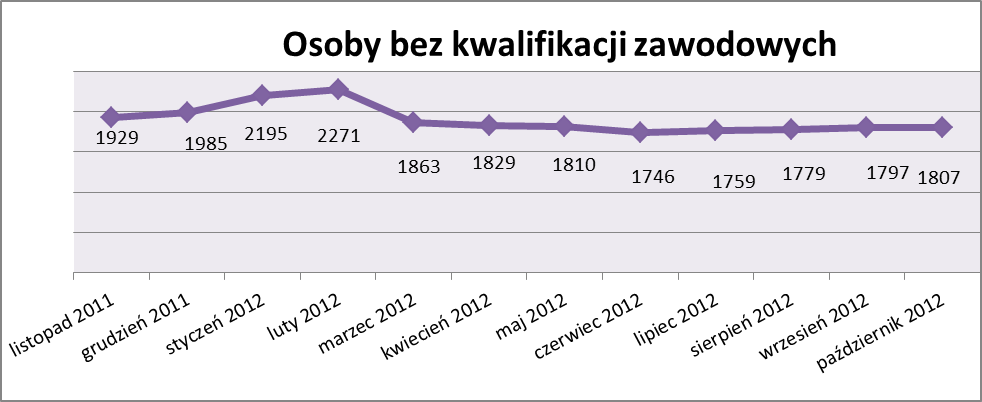 Osoby bez kwalifikacji zawodowych
1929
1985
2195
2271
1863
1829
1810
1746
1759
1779
1797
1807
listopad 2011
grudzień 2011
styczeń 2012
luty 2012
marzec 2012
kwiecień 2012
maj 2012
czerwiec 2012
lipiec 2012
sierpień 2012
wrzesień 2012
październik 2012